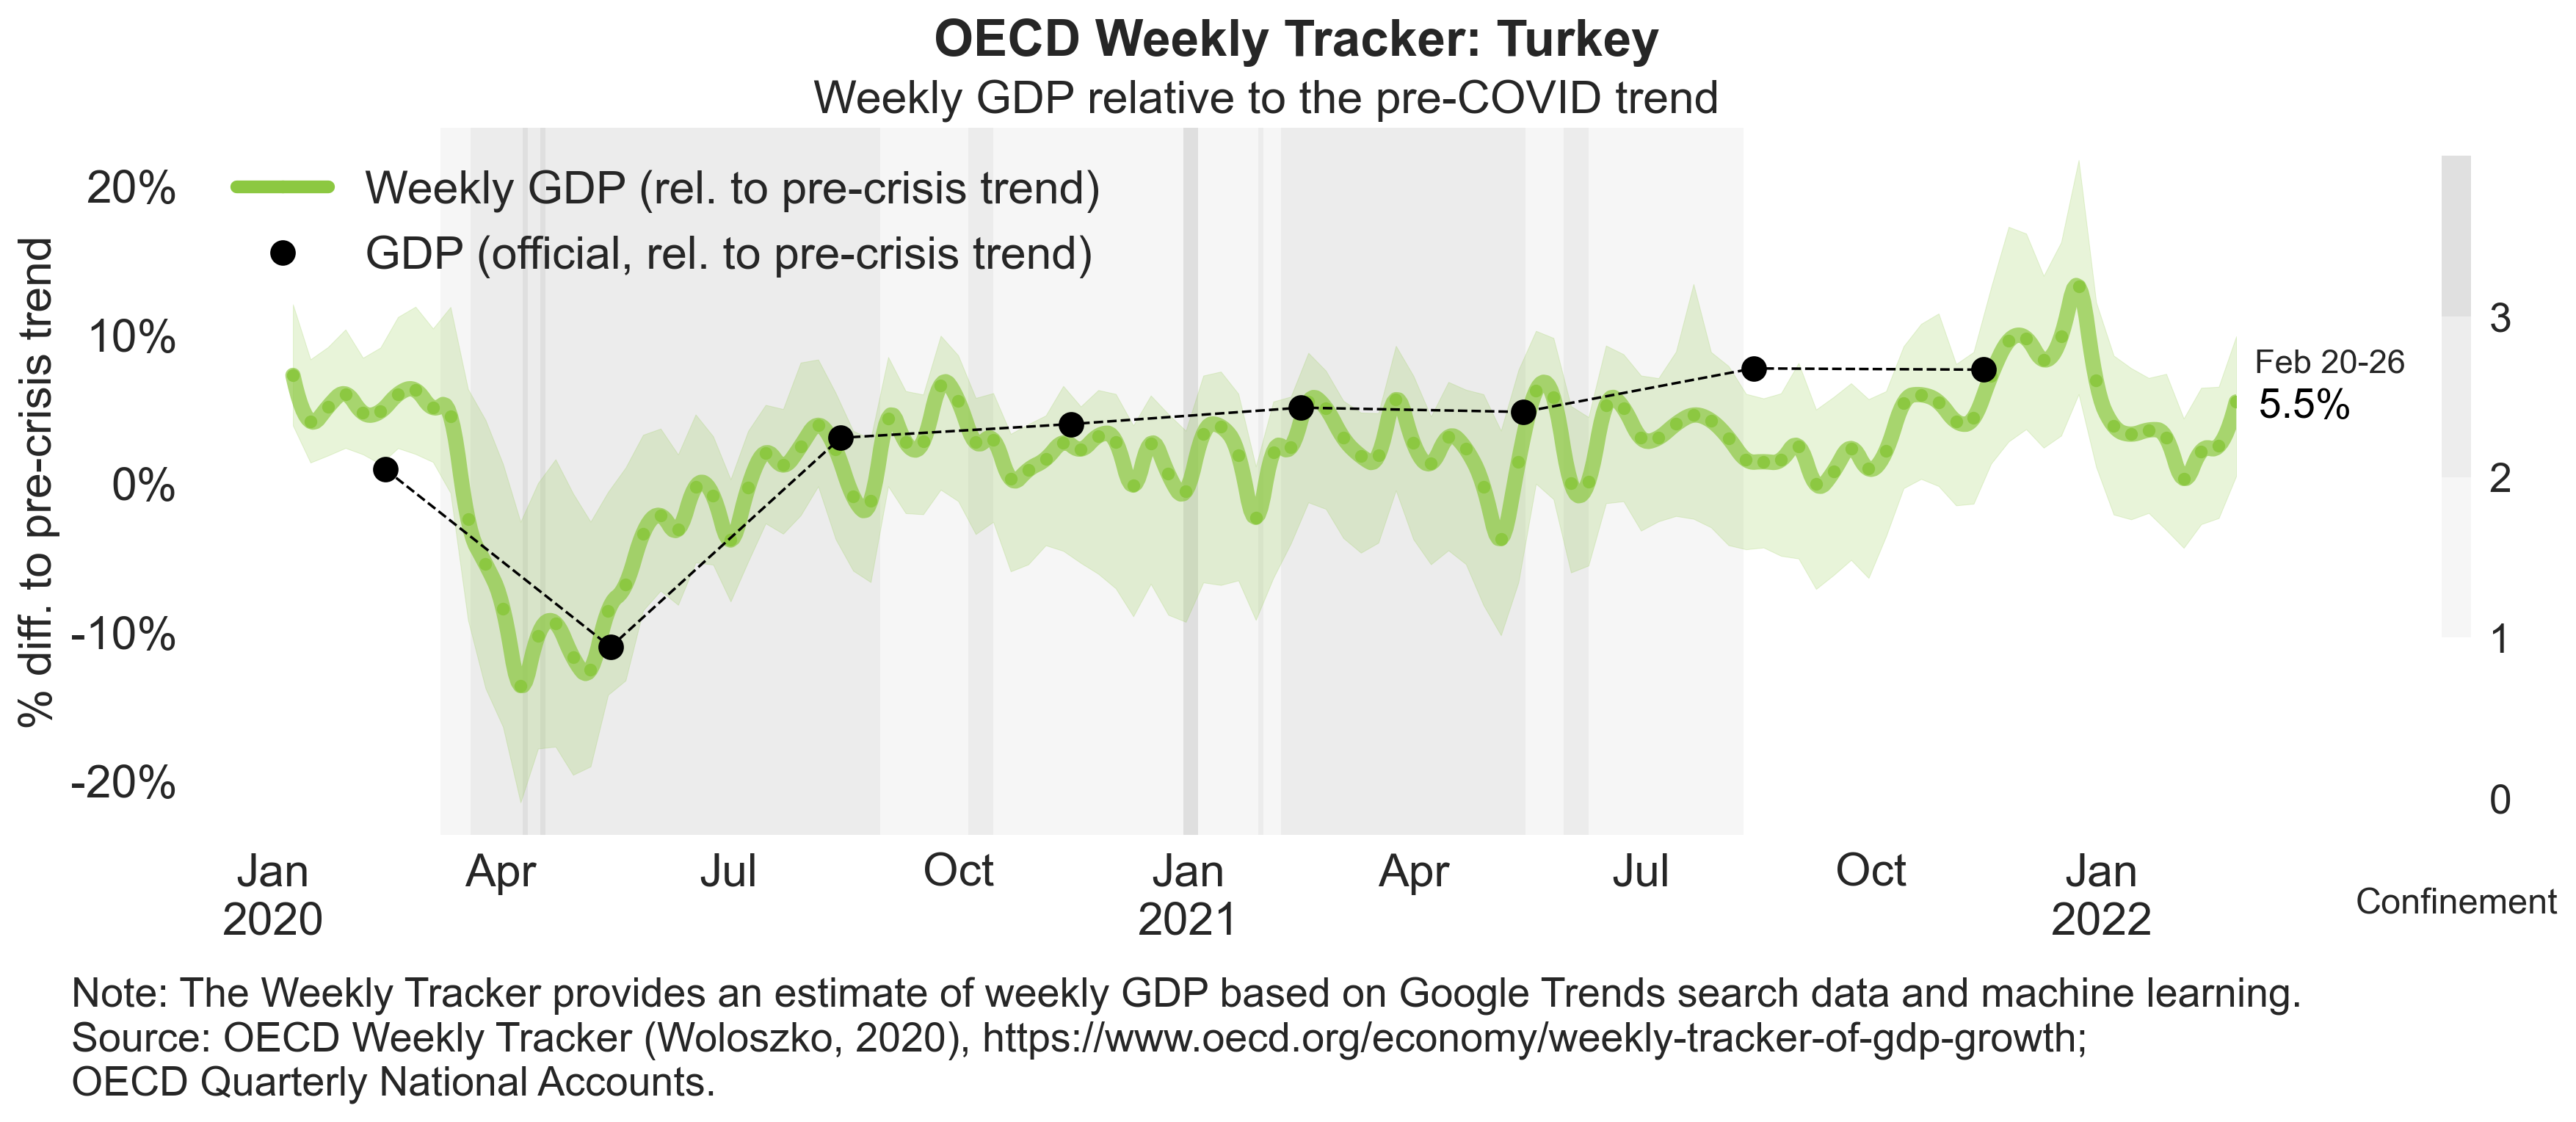 OECD Weekly Tracker: Turkey
Weekly GDP relative to the pre-COVID trend
Weekly GDP (rel. to pre-crisis trend)
GDP (official, rel. to pre-crisis trend)
% diff. to pre-crisis trend
20%
10%
0%
-10%
-20%
Feb 20-26
5.5%
3
2
1
0
Confinement
Jan Apr Jul Oct Jan Apr Jul Oct Jan
2020 2021 2022
Note: The Weekly Tracker provides an estimate of weekly GDP based on Google Trends search data and machine learning.
Source: OECD Weekly Tracker (Woloszko, 2020), https://www.oecd.org/economy/weekly-tracker-of-gdp-growth;
OECD Quarterly National Accounts.